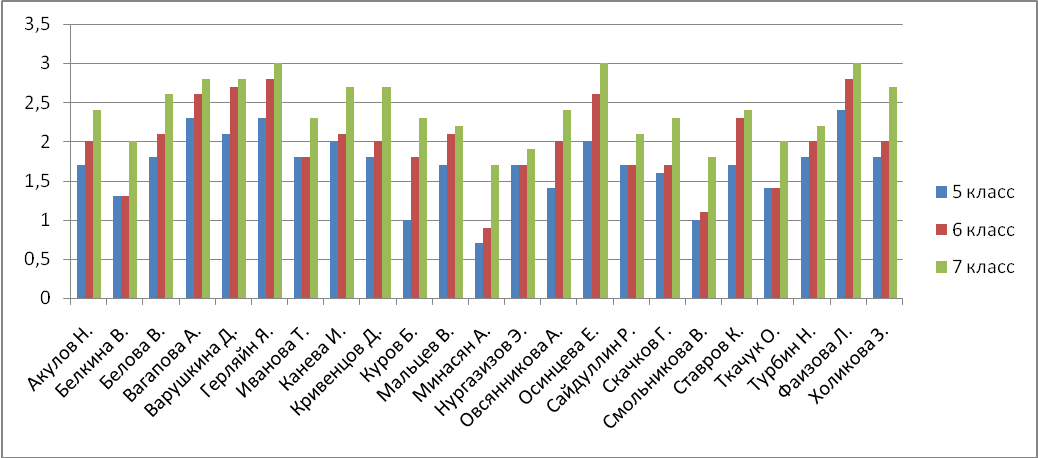 3,5
3
2,5
2
1,5
1
0,5
0
Акулов Н.
Белкина В.
Белова В.
Вагапова А.
Варушкина Д.
Герляйн Я.
Иванова Т.
Канева И.
Кривенцов Д.
Куров Б.
Мальцев В.
Минасян А.
Нургазизов Э.
Овсянникова А.
Осинцева Е.
Сайдуллин Р.
Скачков Г.
Смольникова В.
Ставров К.
Ткачук О.
Турбин Н.
Фаизова Л.
Холикова З.
5 класс
6 класс
7 класс